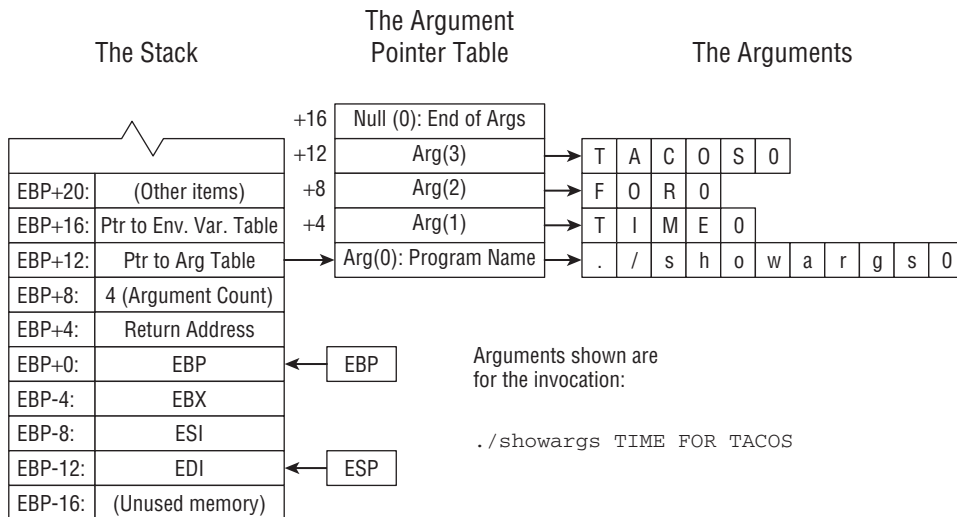 The Stack
The Argument
Pointer Table
The Arguments
+16 Null (0): End of Args
+12 Arg(3) T A C O S 0
EBP+20: (Other items) +8 Arg(2) F O R 0
EBP+16: Ptr to Env. Var. Table +4 Arg(1) T I M E 0
EBP+12: Ptr to Arg Table Arg(0): Program Name . / s h o w a r g s 0
EBP+8: 4 (Argument Count)
EBP+4: Return Address
EBP+0: EBP EBP
EBP-4: EBX
EBP-8: ESI
EBP-12: EDI ESP
EBP-16: (Unused memory)
Arguments shown are
for the invocation:
./showargs TIME FOR TACOS